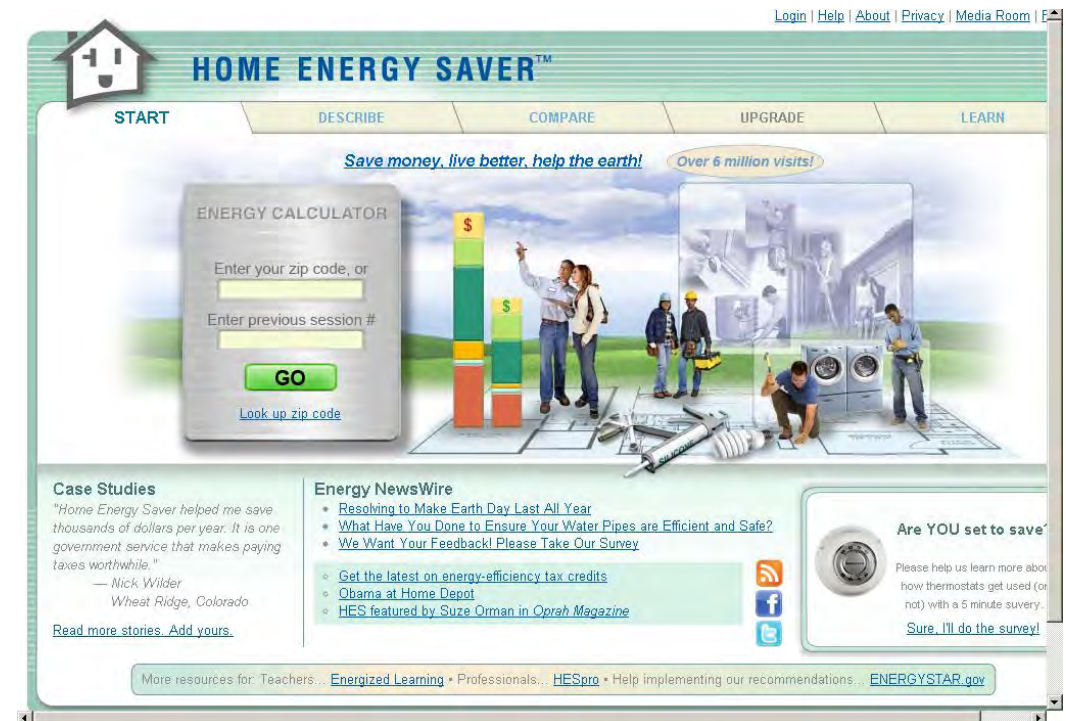 Login | Help | About | Privacy | Media Room |
HOME ENERGY SAVER™
START
DESCRIBE
COMPARE
UPGRADE
LEARN
Save money, live better, help the earth!
Over 6 million visits!
ENERGY CALCULATOR
Enter your zip code, or
Enter previous session #
GO
Look up zip code
$
$
SILICONE
Case Studies
"Home Energy Saver helped me save
thousands of dollars per year. It is one
government service that makes paying
taxes worthwhile."
— Nick Wilder
Wheat Ridge, Colorado
Read more stories. Add yours.
Energy NewsWire
• Resolving to Make Earth Day Last All Year
• What Have You Done to Ensure Your Water Pipes are Efficient and Safe?
• We Want Your Feedback! Please Take Our Survey
◦ Get the latest on energy-efficiency tax credits
◦ Obama at Home Depot
◦ HES featured by Suze Orman in Oprah Magazine
Are YOU set to save?
Please help us learn more abou
how thermostats get used (or
not) with a 5 minute suvery.
Sure, I'll do the survey!
More resources for: Teachers... Energized Learning • Professionals... HESpro • Help implementing our recommendations... ENERGYSTAR.gov